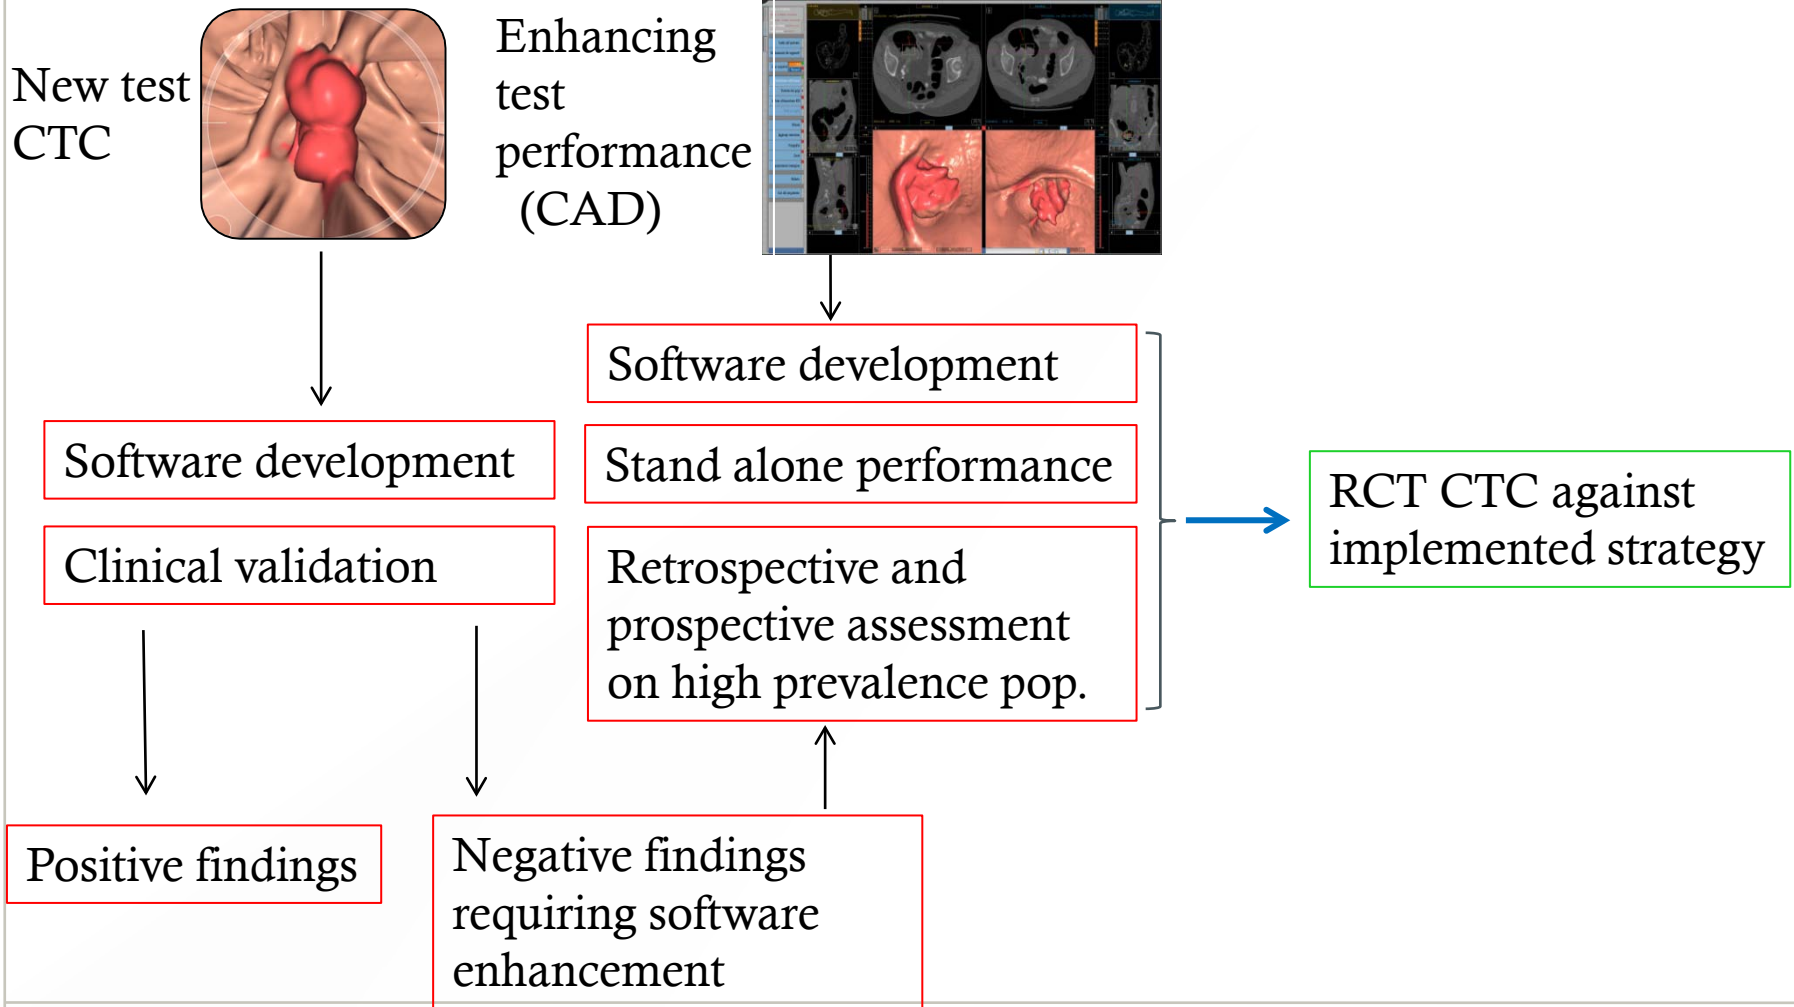 New test
CTC
Enhancing
test
performance
(CAD)
Software development
Stand alone performance
Retrospective and
prospective assessment
on high prevalence pop.
Software development
Clinical validation
RCT CTC against
implemented strategy
Positive findings
Negative findings
requiring software
enhancement